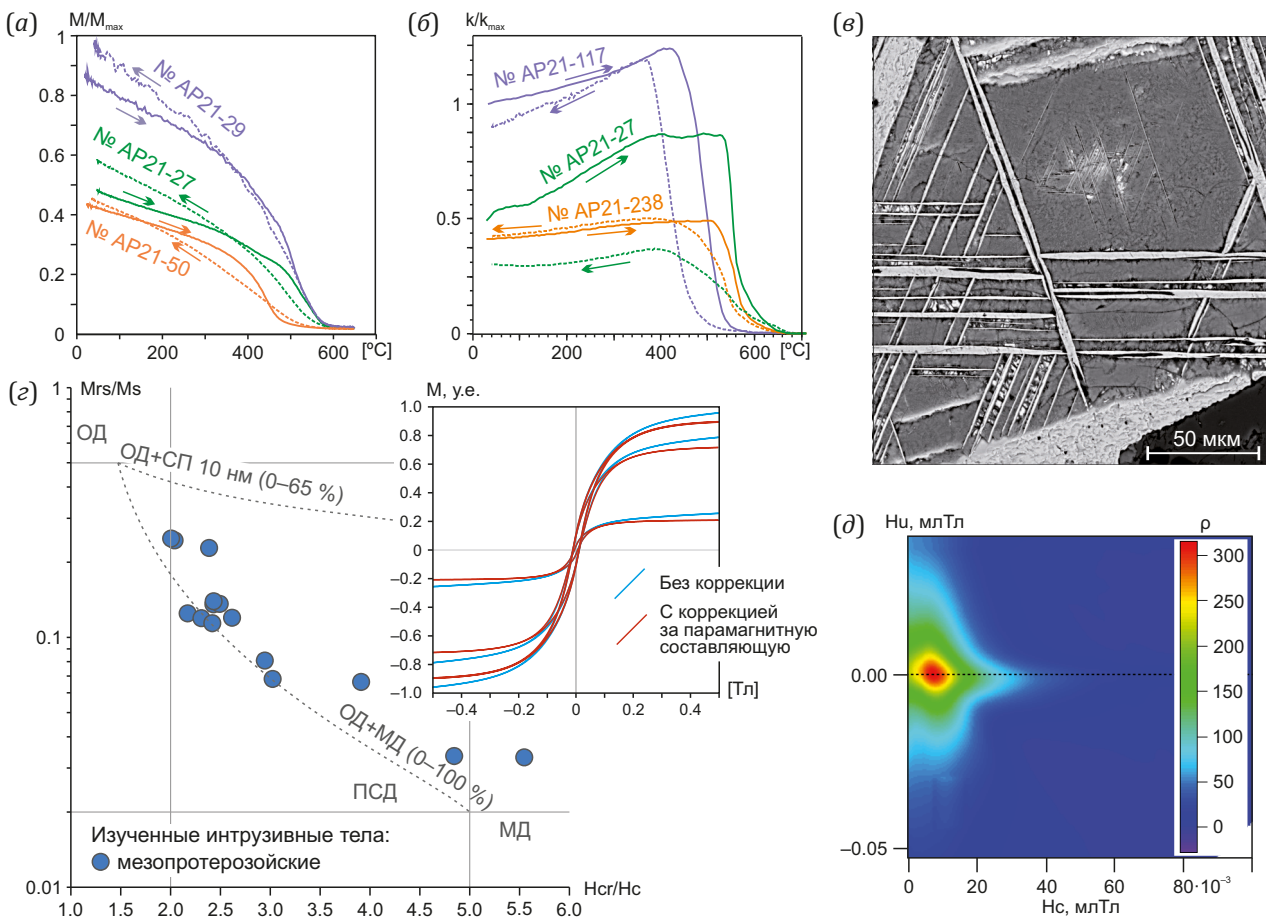 (а)
M/Mmax
1
0.8
0.6
0.4
0.2
0
0
200
400
600
[ºC]
№ AP21-29
№ AP21-27
№ AP21-50
(б)
k/kmax
1
0.5
0
0
200
400
600
[ºC]
№ AP21-117
№ AP21-27
№ AP21-238
(в)
50 мкм
(г)
Mrs/Ms
1
0.1
0.01
1.0
1.5
2.0
2.5
3.0
3.5
4.0
4.5
5.0
5.5
6.0
Hcr/Hc
ОД
ОД+СП 10 нм (0–65 %)
ОД+МД (0–100 %)
ПСД
МД
Изученные интрузивные тела:
мезопротерозойские
M, у.е.
1.0
0.8
0.6
0.4
0.2
0
−0.2
−0.4
−0.6
−0.8
−1.0
−0.4
−0.2
0
0.2
0.4
[Тл]
Без коррекции
С коррекцией
за парамагнитную
составляющую
(д)
Hu, млТл
ρ
0.00
−0.05
300
250
200
150
100
50
0
0
20
40
60
80·10⁻³
Hc, млТл